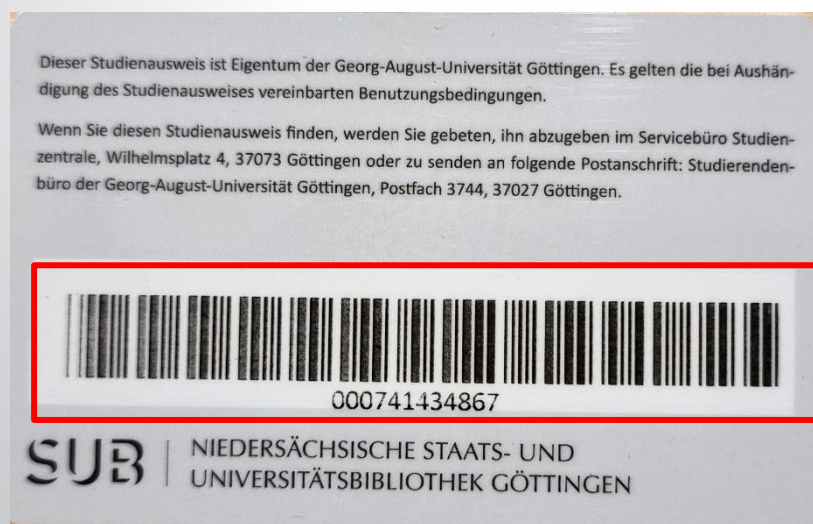 Dieser Studienausweis ist Eigentum der Georg-August-Universität Göttingen. Es gelten die bei Aushän-
digung des Studienausweises vereinbarten Benutzungsbedingungen.
Wenn Sie diesen Studienausweis finden, werden Sie gebeten, ihn abzugeben im Servicebüro Studien-
zentrale, Wilhelmsplatz 4, 37073 Göttingen oder zu senden an folgende Postanschrift: Studierenden-
büro der Georg-August-Universität Göttingen, Postfach 3744, 37027 Göttingen.
000741434867
SUB
NIEDERSÄCHSISCHE STAATS- UND
UNIVERSITÄTSBIBLIOTHEK GÖTTINGEN